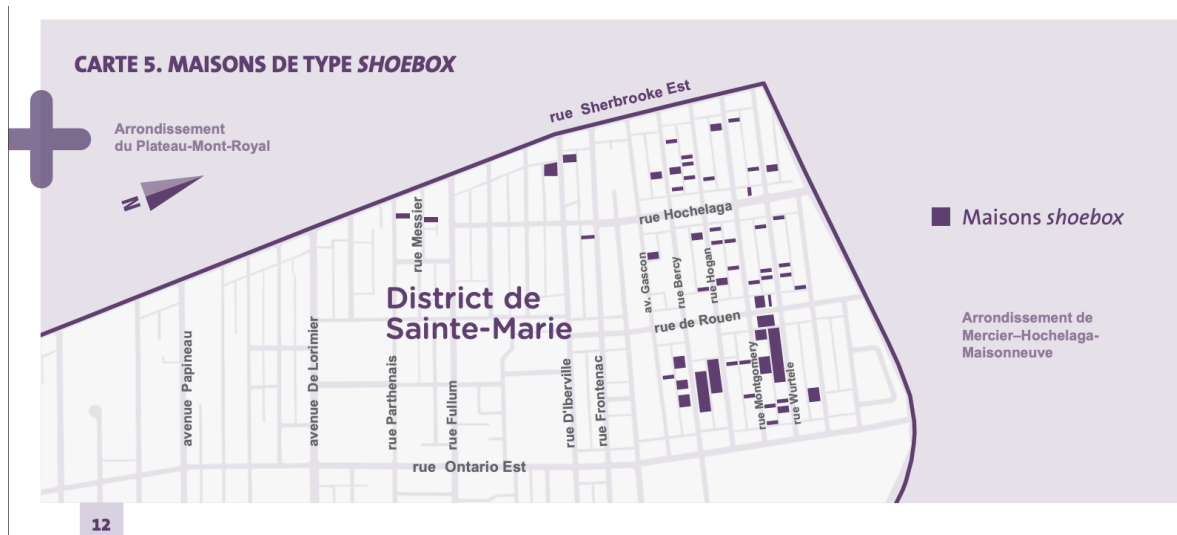 CARTE 5. MAISONS DE TYPE SHOEBOX
Arrondissement
du Plateau-Mont-Royal
N
rue Sherbrooke Est
rue Hochelaga
rue Messier
av. Gascon
rue Bercy
rue Hogan
Maisons shoebox
District de
Sainte-Marie
rue de Rouen
Arrondissement de
Mercier–Hochelaga-
Maisonneuve
avenue Papineau
avenue De Lorimier
rue Parthenais
rue Fullum
rue D'Iberville
rue Frontenac
rue Montgomery
rue Wurtele
rue Ontario Est
12